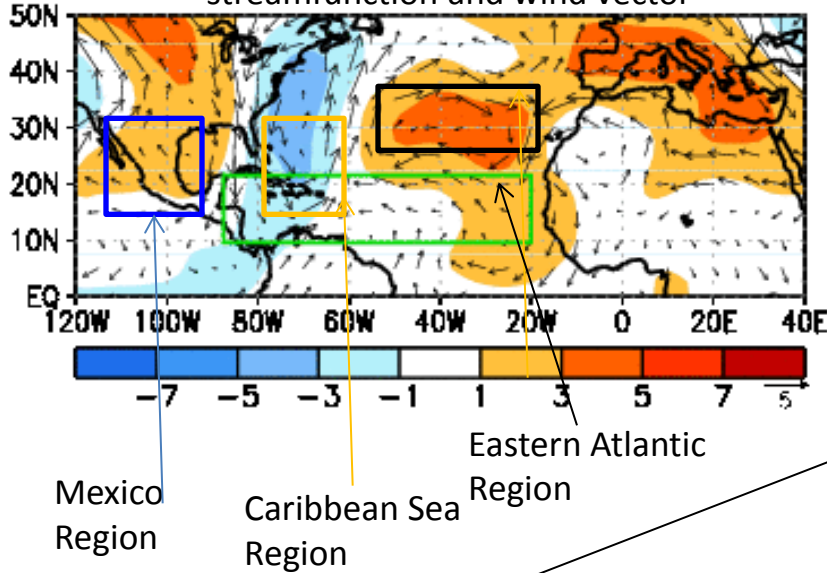 streamfunction and wind vector
50N
40N
30N
20N
10N
EQ
120W 100W 80W 60W 40W 20W 0 20E 40E
-7 -5 -3 -1 1 3 5 7 5
Eastern Atlantic
Region
Mexico
Region
Caribbean Sea
Region